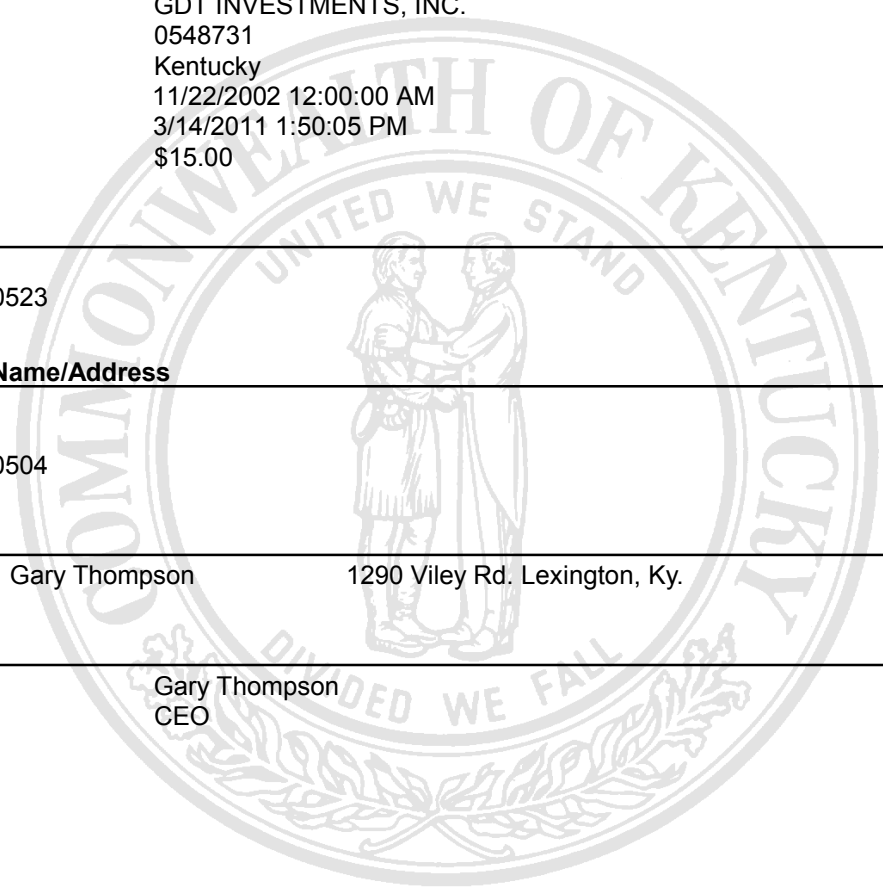 GDT INVESTMENTS, INC.
0548731
Kentucky
11/22/2002 12:00:00 AM
3/14/2011 1:50:05 PM
$15.00
COMMONWEALTH OF KENTUCKY
UNITED WE STAND
0523
Name/Address
0504
Gary Thompson 1290 Viley Rd. Lexington, Ky.
Gary Thompson
CEO
DIVIDED WE FALL